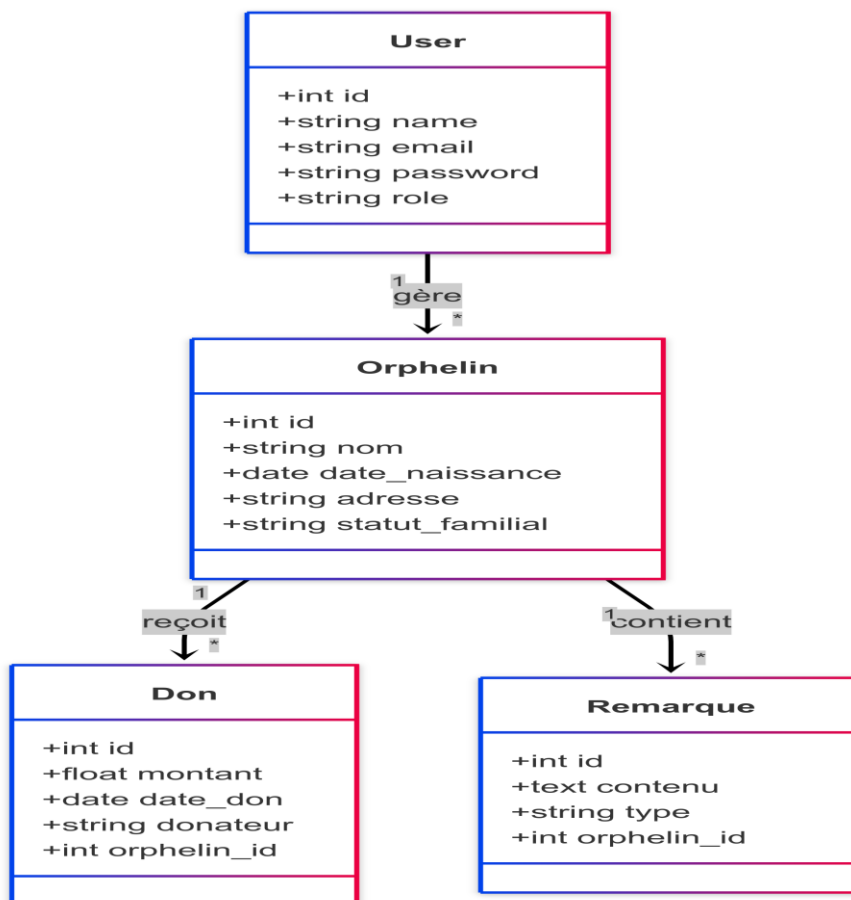 User
+int id
+string name
+string email
+string password
+string role
1
gère
*
Orphelin
+int id
+string nom
+date date_naissance
+string adresse
+string statut_familial
1
reçoit
*
1
contient
*
Don
+int id
+float montant
+date date_don
+string donateur
+int orphelin_id
Remarque
+int id
+text contenu
+string type
+int orphelin_id